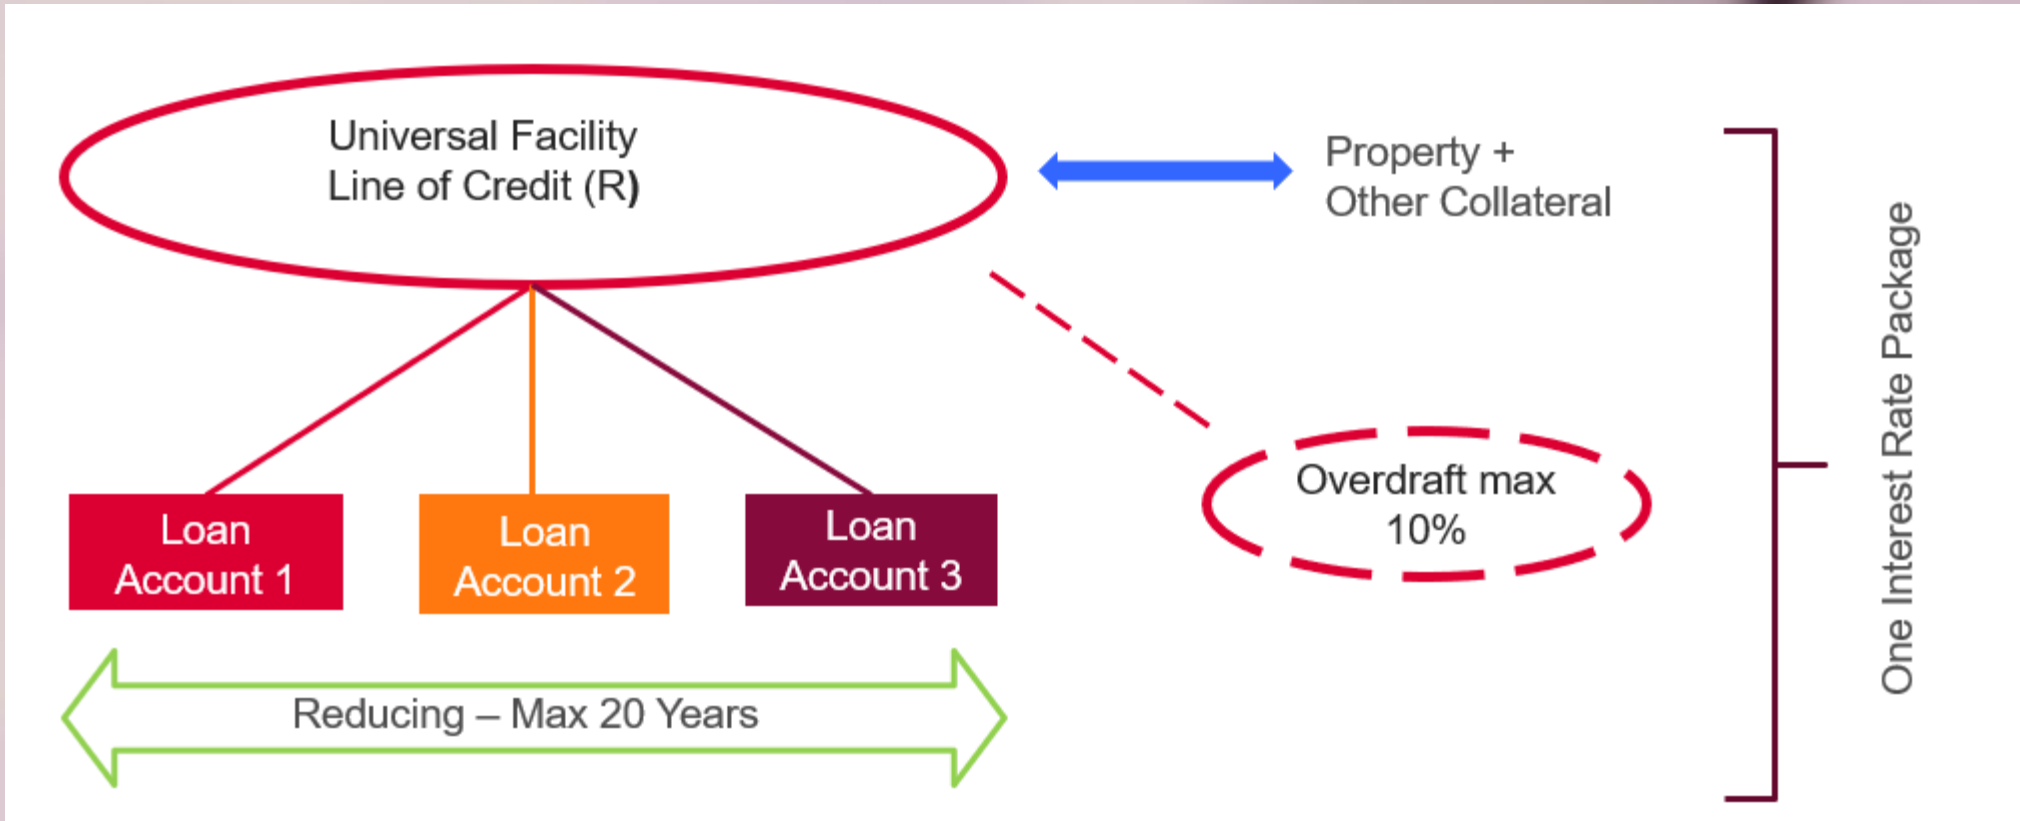 Universal Facility
Line of Credit (R)
Property +
Other Collateral
One Interest Rate Package
Overdraft max
10%
Loan
Account 1
Loan
Account 2
Loan
Account 3
Reducing – Max 20 Years